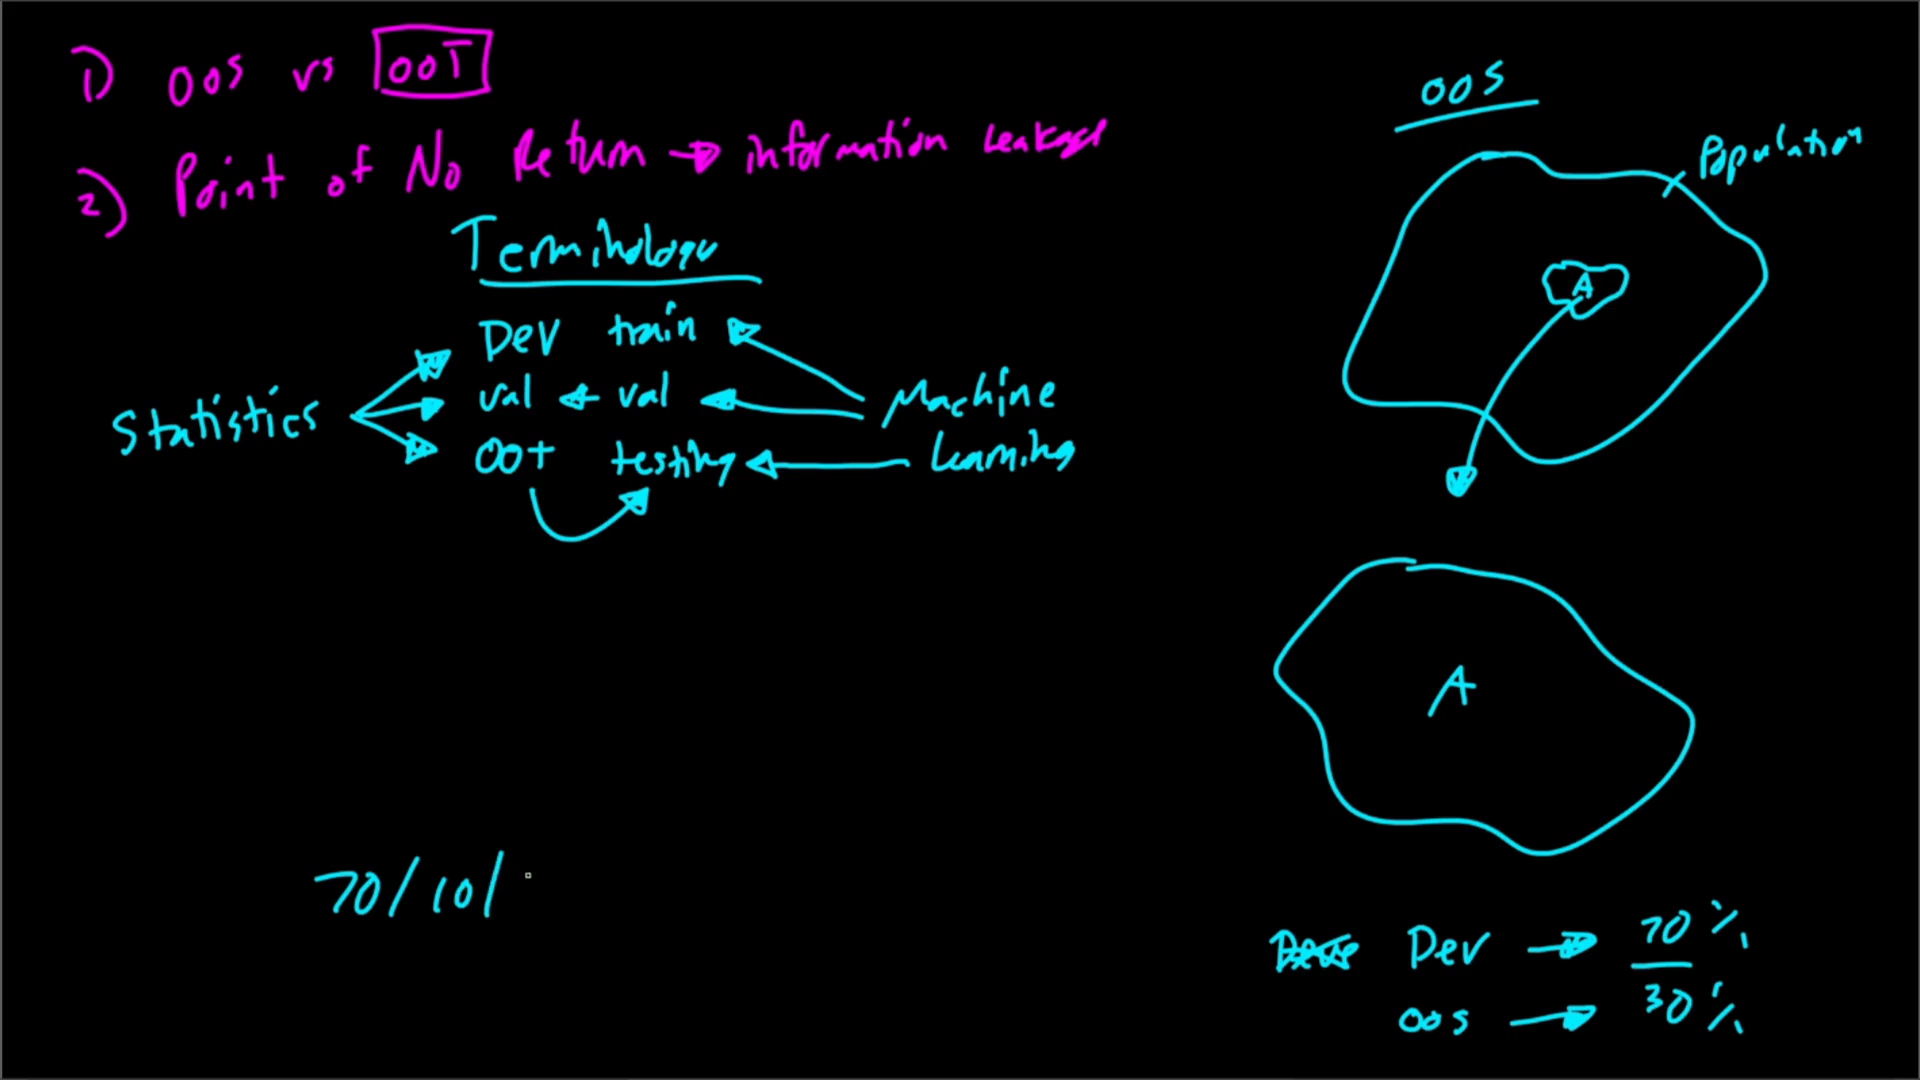 1) OOS vs OOT
2) Point of No Return → information Leakage
Terminology
Dev train
val ← val
OOT testing
Statistics
Machine
Learning
70/10/
OOS
Population
A
A
Dev → 70%
OOS → 30%